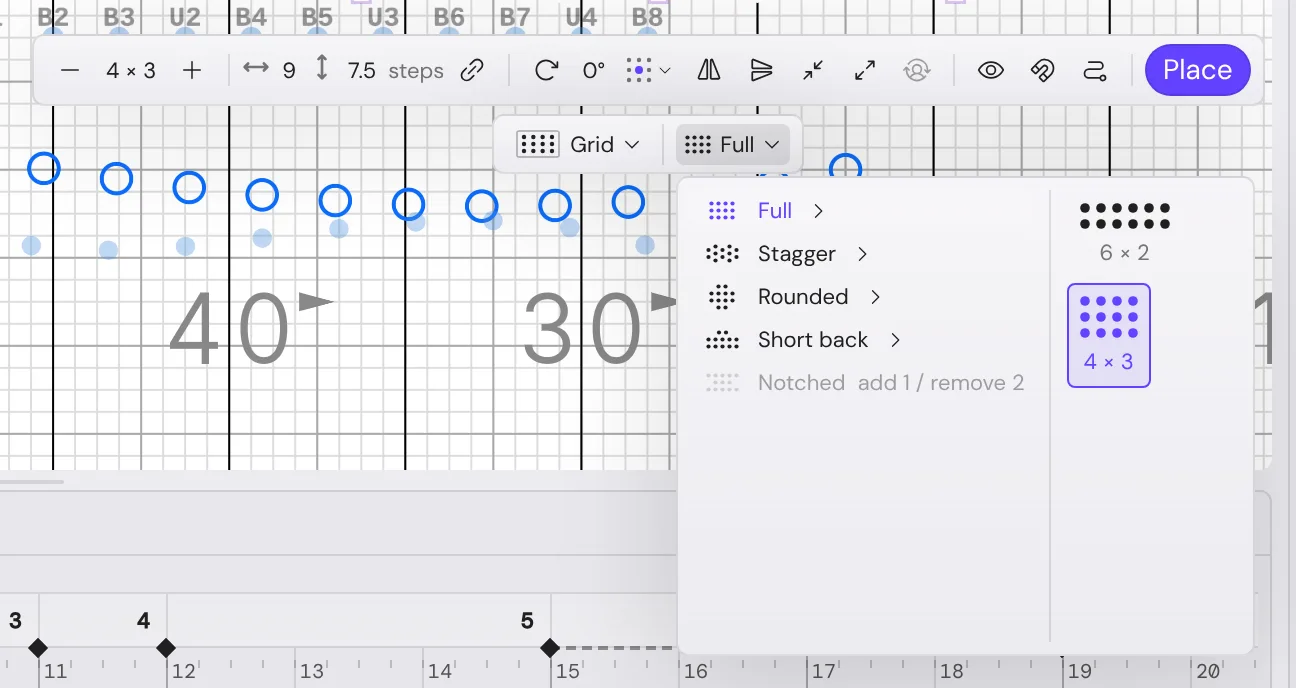 B2 B3 U2 B4 B5 U3 B6 B7 U4 B8
4 × 3 9 7.5 steps 0° Place
Grid Full
Full
Stagger
Rounded
Short back
Notched add 1 / remove 2
6 × 2
4 × 3
40 30 1
3 4 5
11 12 13 14 15 16 17 18 19 20